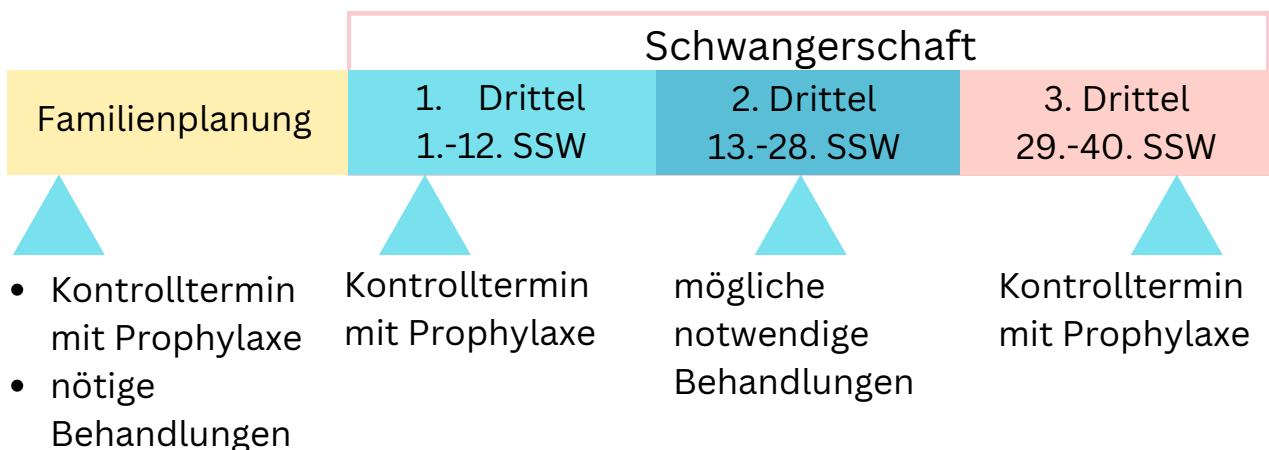 Schwangerschaft
Familienplanung
1. Drittel
1.-12. SSW
2. Drittel
13.-28. SSW
3. Drittel
29.-40. SSW
• Kontrolltermin
mit Prophylaxe
• nötige
Behandlungen
Kontrolltermin
mit Prophylaxe
mögliche
notwendige
Behandlungen
Kontrolltermin
mit Prophylaxe